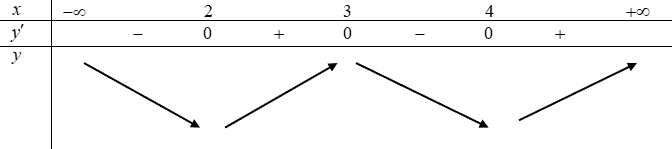 x −∞ 2 3 4 +∞
y′ − 0 + 0 − 0 +
y